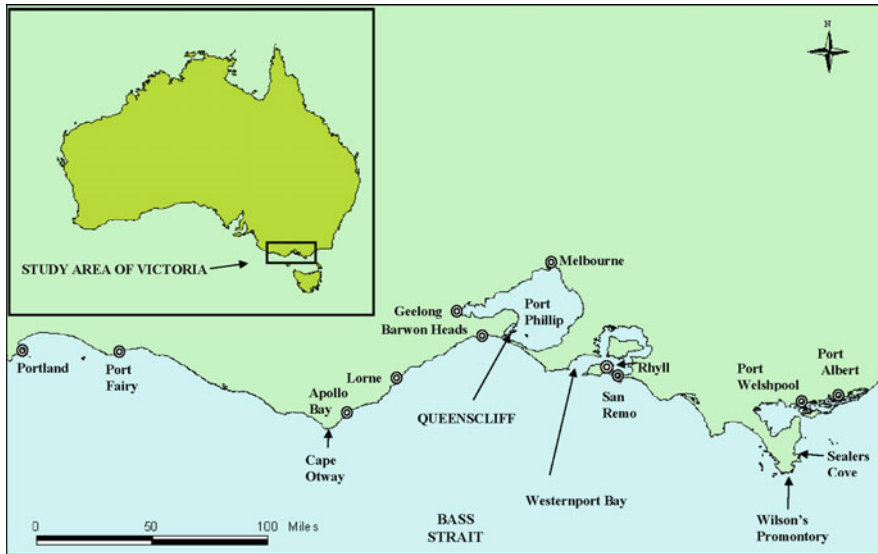 N
STUDY AREA OF VICTORIA
Melbourne
Geelong
Port
Phillip
Barwon Heads
Portland
Port
Fairy
Lorne
Apollo
Bay
Rhyll
San
Remo
Port
Welshpool
Port
Albert
QUEENSCLIFF
Cape
Otway
Sealers
Cove
Westernport Bay
Wilson's
Promontory
BASS
STRAIT
0 50 100 Miles